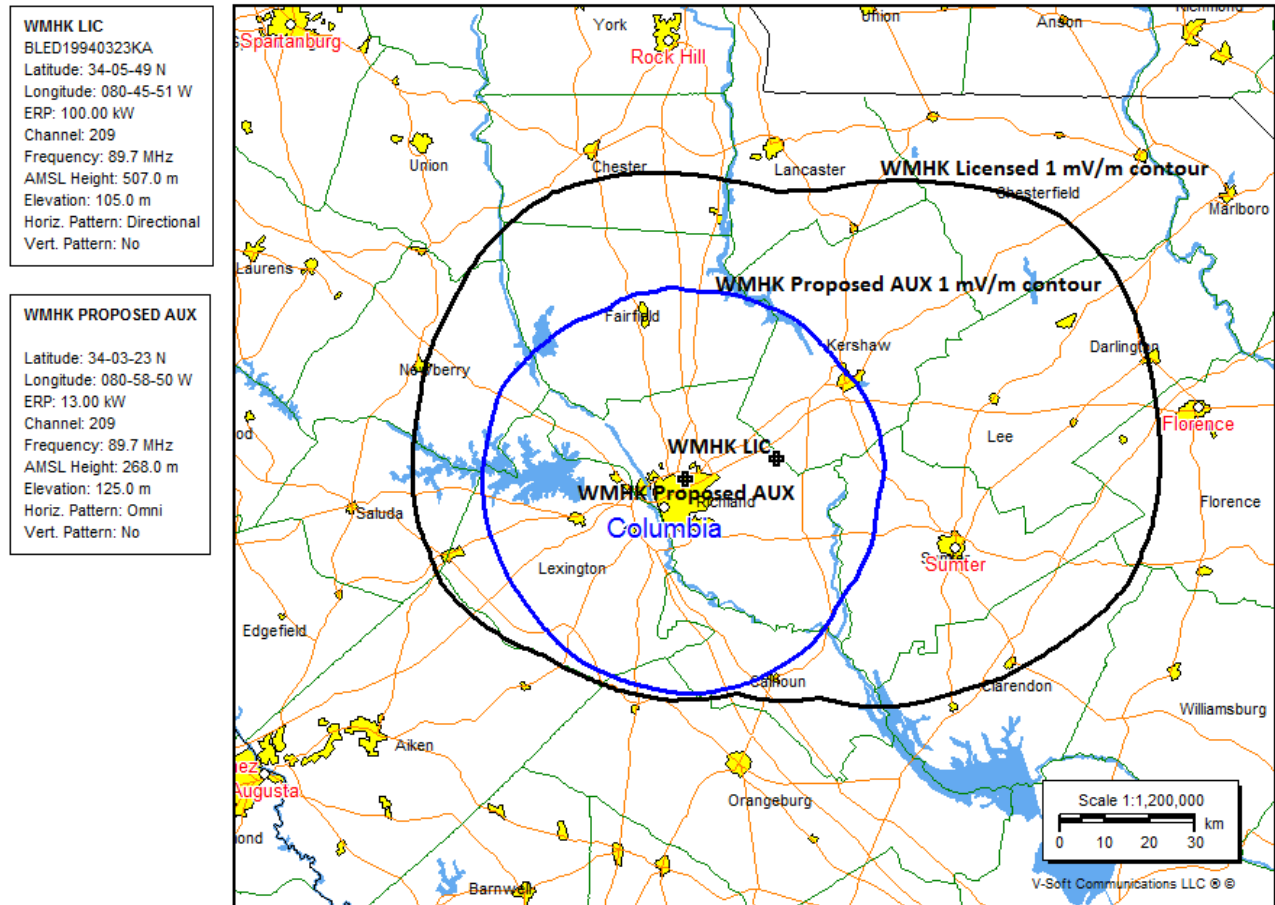 WMHK LIC
BLED19940323KA
Latitude: 34-05-49 N
Longitude: 080-45-51 W
ERP: 100.00 kW
Channel: 209
Frequency: 89.7 MHz
AMSL Height: 507.0 m
Elevation: 105.0 m
Horiz. Pattern: Directional
Vert. Pattern: No
WMHK PROPOSED AUX
Latitude: 34-03-23 N
Longitude: 080-58-50 W
ERP: 13.00 kW
Channel: 209
Frequency: 89.7 MHz
AMSL Height: 268.0 m
Elevation: 125.0 m
Horiz. Pattern: Omni
Vert. Pattern: No
York
Union
Anson
Richmond
Spartanburg
Rock Hill
Union
Chester
Lancaster
WMHK Licensed 1 mV/m contour
Chesterfield
Marlboro
Laurens
WMHK Proposed AUX 1 mV/m contour
Fairfield
Kershaw
Darlington
Newberry
Florence
od
Lee
WMHK LIC
WMHK Proposed AUX
Richland
Columbia
Saluda
Florence
Lexington
Sumter
Sumter
Edgefield
Calhoun
Clarendon
Williamsburg
Aiken
ez
Augusta
Orangeburg
mond
Barnwell
Scale 1:1,200,000
km
0 10 20 30
V-Soft Communications LLC ® ©